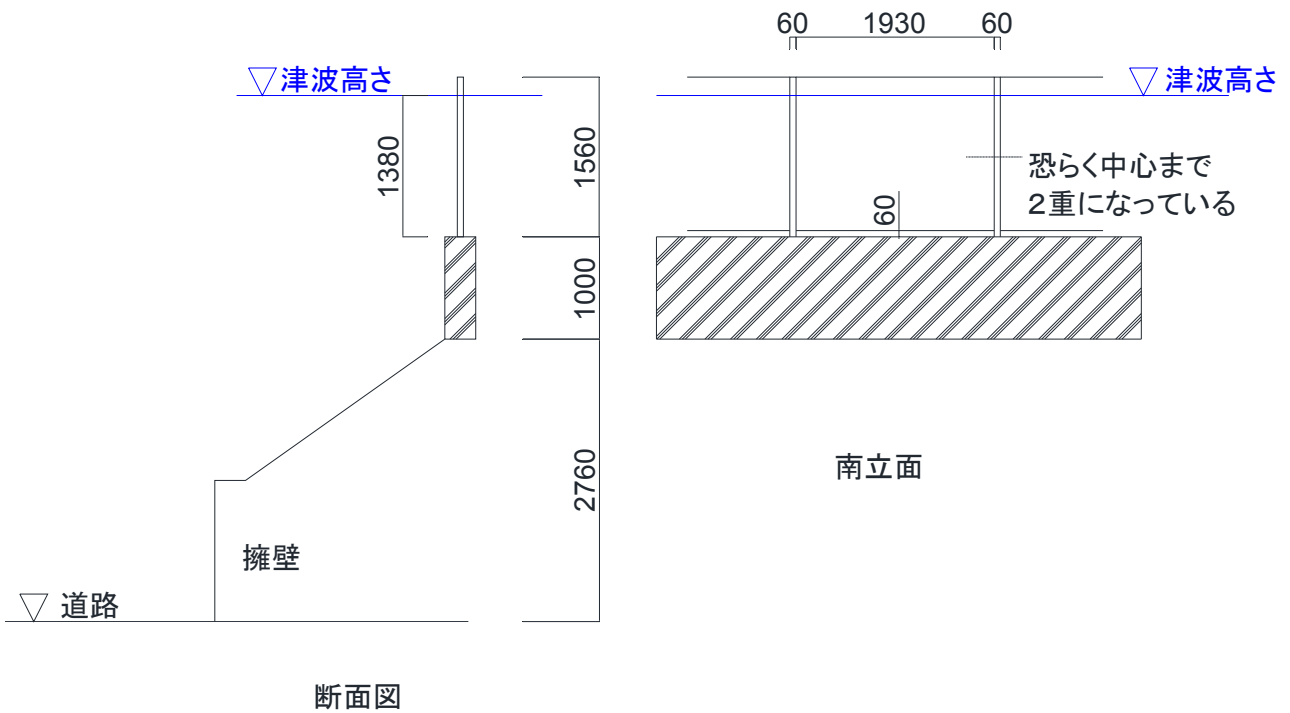 60 1930 60
▽津波高さ
▽津波高さ
1380
1560
恐らく中心まで
2重になっている
60
1000
2760
南立面
擁壁
▽ 道路
断面図